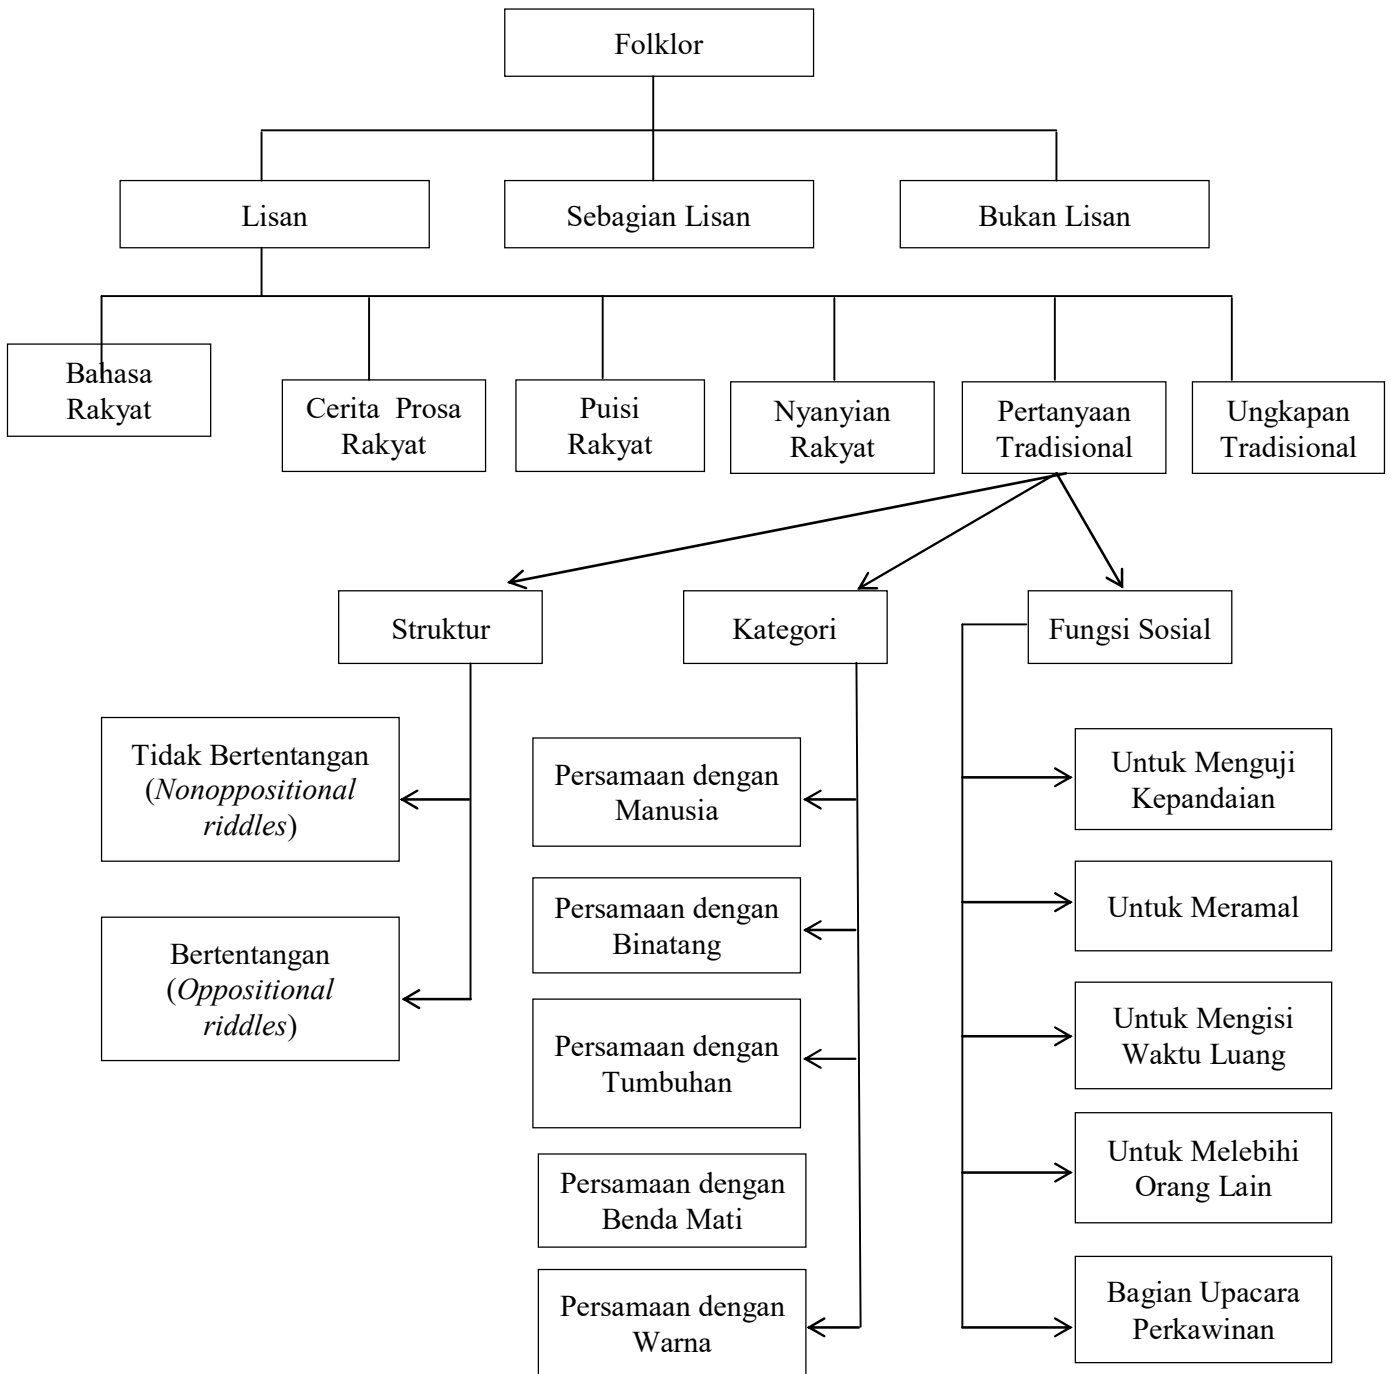 Folklor
Lisan
Sebagian Lisan
Bukan Lisan
Bahasa
Rakyat
Cerita Prosa
Rakyat
Puisi
Rakyat
Nyanyian
Rakyat
Pertanyaan
Tradisional
Ungkapan
Tradisional
Struktur
Kategori
Fungsi Sosial
Tidak Bertentangan
(Nonoppositional
riddles)
Bertentangan
(Oppositional
riddles)
Persamaan dengan
Manusia
Persamaan dengan
Binatang
Persamaan dengan
Tumbuhan
Persamaan dengan
Benda Mati
Persamaan dengan
Warna
Untuk Menguji
Kepandaian
Untuk Meramal
Untuk Mengisi
Waktu Luang
Untuk Melebihi
Orang Lain
Bagian Upacara
Perkawinan